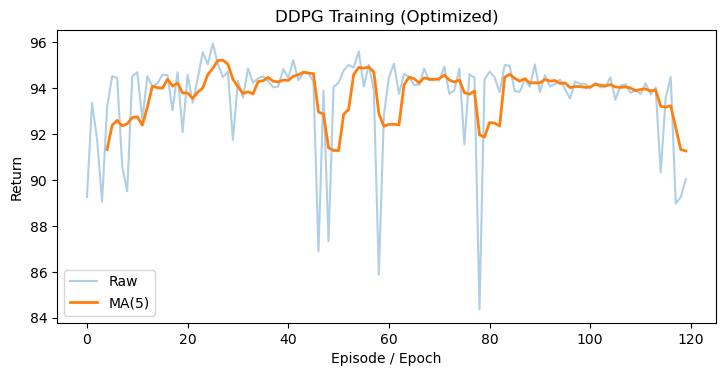 DDPG Training (Optimized)
Return
96
94
92
90
88
86
84
Raw
MA(5)
0
20
40
60
80
100
120
Episode / Epoch